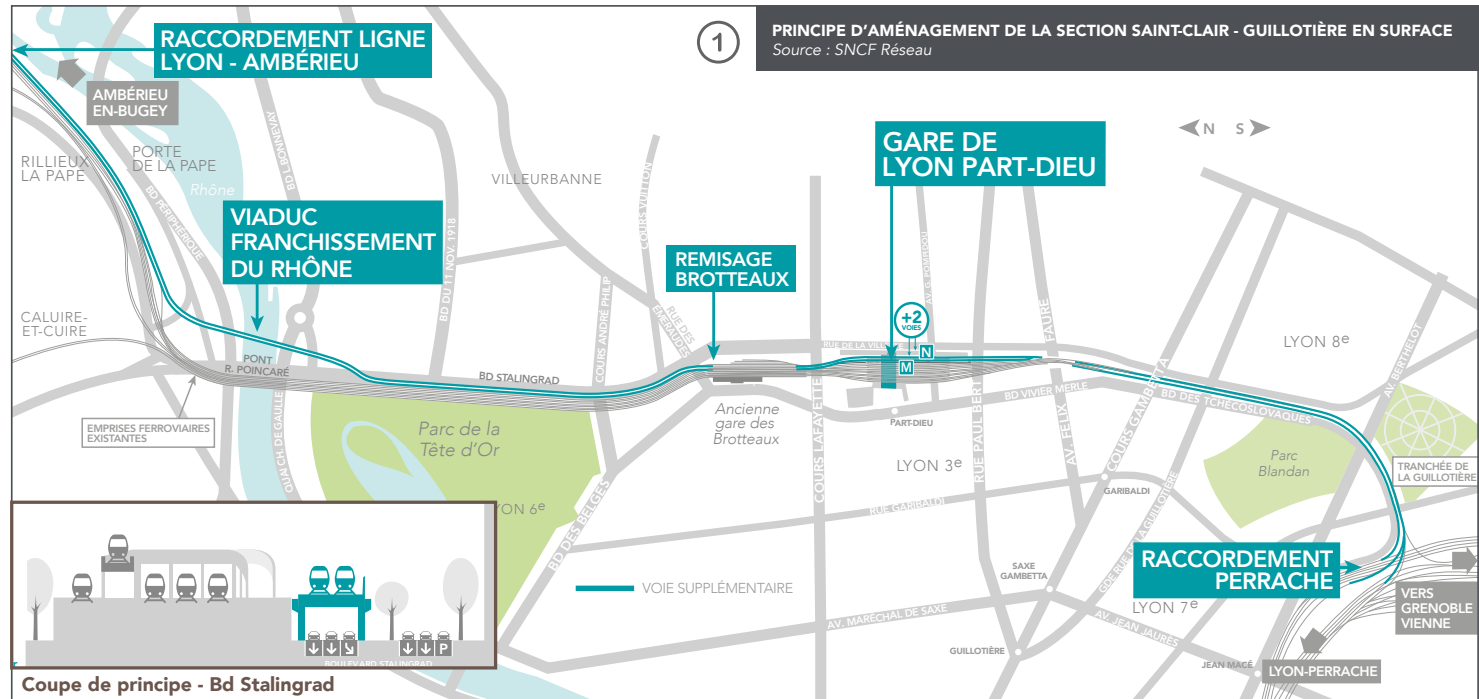 RACCORDEMENT LIGNE
LYON - AMBÉRIEU
1
PRINCIPE D'AMÉNAGEMENT DE LA SECTION SAINT-CLAIR - GUILLOTIÈRE EN SURFACE
Source : SNCF Réseau
AMBÉRIEU
EN-BUGEY
N S
RILLIEUX
LA PAPE
PORTE
DE LA PAPE
Rhône
BD PÉRIPHÉRIQUE
BD L BONNEVAY
VILLEURBANNE
COURS VUITTON
GARE DE
LYON PART-DIEU
VIADUC
FRANCHISSEMENT
DU RHÔNE
BD DU 11 NOV. 1918
REMISAGE
BROTTEAUX
AV. G. POMPIDOU
CALUIRE-
ET-CUIRE
COURS ANDRÉ PHILIP
RUE DES
EMERAUDES
+2
VOIES
RUE DE LA VILLETTE
N
M
FAURE
LYON 8e
PONT
R. POINCARÉ
BD STALINGRAD
AV. BERTHELOT
EMPRISES FERROVIAIRES
EXISTANTES
QUAI CH. DE GAULLE
Parc de la
Tête d'Or
Ancienne
gare des
Brotteaux
COURS LAFAYETTE
PART-DIEU
RUE PAUL BERT
BD VIVIER MERLE
AV. FELIX
COURS GAMBETTA
BD DES TCHÉCOSLOVAQUES
LYON 3e
Parc
Blandan
TRANCHÉE DE
LA GUILLOTIÈRE
GARIBALDI
RUE GARIBALDI
LYON 6e
BD DES BELGES
GDE RUE DE LA GUILLOTIÈRE
RACCORDEMENT
PERRACHE
VOIE SUPPLÉMENTAIRE
SAXE
GAMBETTA
LYON 7e
VERS
GRENOBLE
VIENNE
AV. MARÉCHAL DE SAXE
AV. JEAN JAURÈS
GUILLOTIÈRE
JEAN MACÉ
LYON-PERRACHE
P
BOULEVARD STALINGRAD
Coupe de principe - Bd Stalingrad